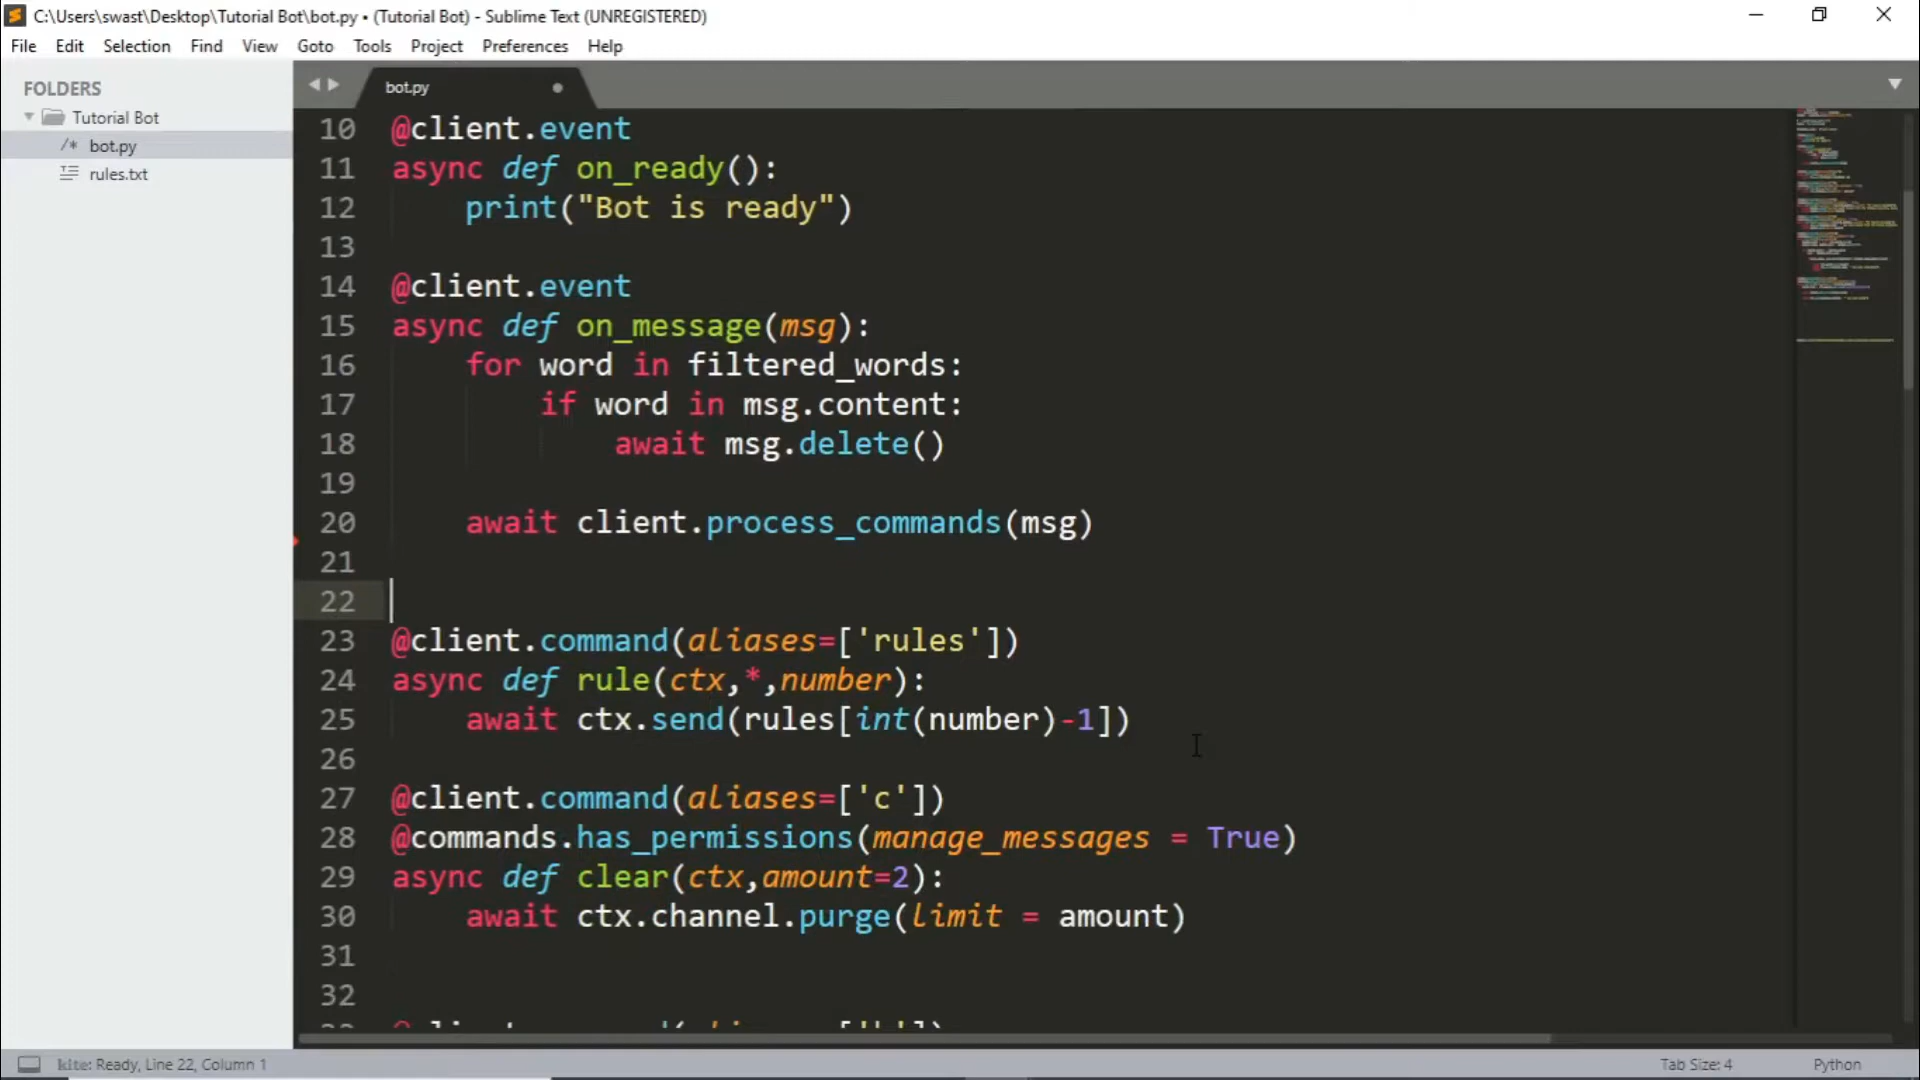 C:\Users\swast\Desktop\Tutorial Bot\bot.py • (Tutorial Bot) - Sublime Text (UNREGISTERED)
File Edit Selection Find View Goto Tools Project Preferences Help
FOLDERS
Tutorial Bot
/* bot.py
rules.txt
bot.py
10 @client.event
11 async def on_ready():
12     print("Bot is ready")
13
14 @client.event
15 async def on_message(msg):
16     for word in filtered_words:
17         if word in msg.content:
18             await msg.delete()
19
20     await client.process_commands(msg)
21
22
23 @client.command(aliases=['rules'])
24 async def rule(ctx,*,number):
25     await ctx.send(rules[int(number)-1])
26
27 @client.command(aliases=['c'])
28 @commands.has_permissions(manage_messages = True)
29 async def clear(ctx,amount=2):
30     await ctx.channel.purge(limit = amount)
31
32
kite: Ready, Line 22, Column 1
Tab Size: 4 Python